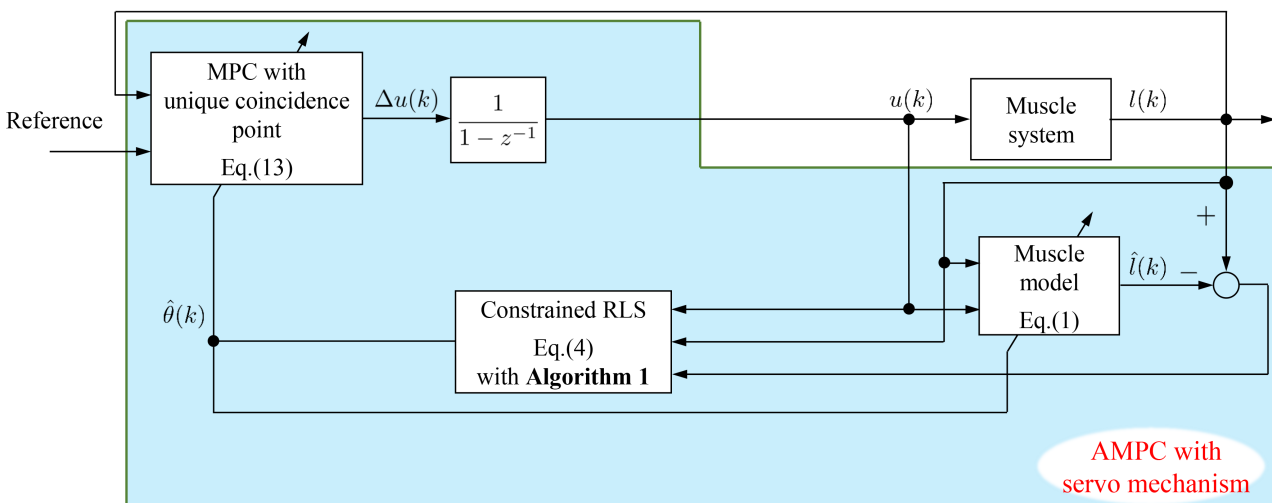 MPC with
unique coincidence
point
Eq.(13)
Reference
Δu(k)
1
1 − z⁻¹
u(k)
Muscle
system
l(k)
+
Muscle
model
Eq.(1)
l̂(k)
−
θ̂(k)
Constrained RLS
Eq.(4)
with Algorithm 1
AMPC with
servo mechanism